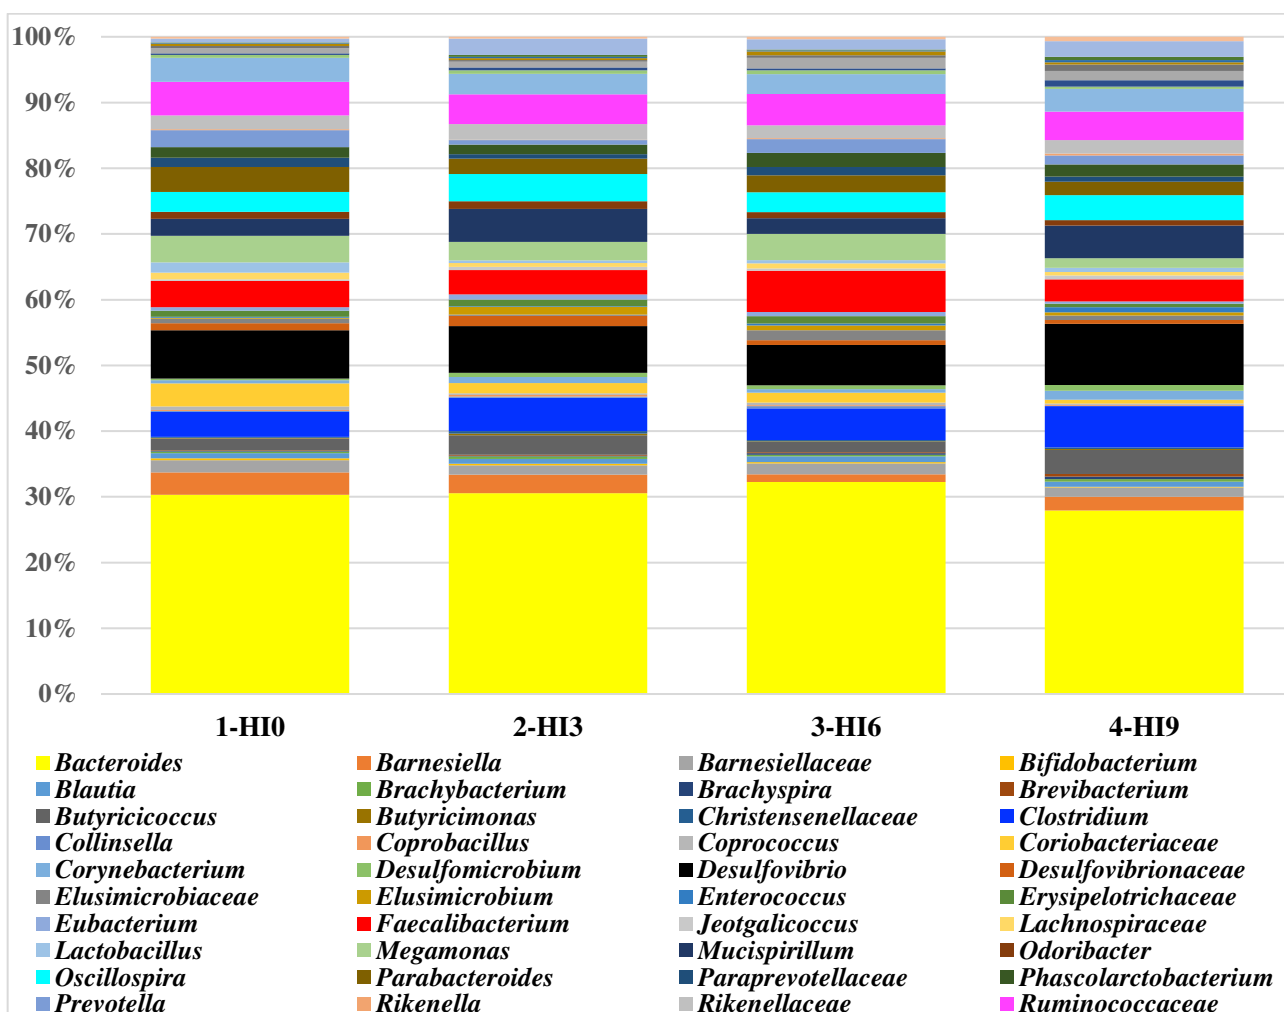 100%
90%
80%
70%
60%
50%
40%
30%
20%
10%
0%
1-HI0 2-HI3 3-HI6 4-HI9
Bacteroides Barnesiella Barnesiellaceae Bifidobacterium
Blautia Brachybacterium Brachyspira Brevibacterium
Butyricicoccus Butyricimonas Christensenellaceae Clostridium
Collinsella Coprobacillus Coprococcus Coriobacteriaceae
Corynebacterium Desulfomicrobium Desulfovibrio Desulfovibrionaceae
Elusimicrobiaceae Elusimicrobium Enterococcus Erysipelotrichaceae
Eubacterium Faecalibacterium Jeotgalicoccus Lachnospiraceae
Lactobacillus Megamonas Mucispirillum Odoribacter
Oscillospira Parabacteroides Paraprevotellaceae Phascolarctobacterium
Prevotella Rikenella Rikenellaceae Ruminococcaceae